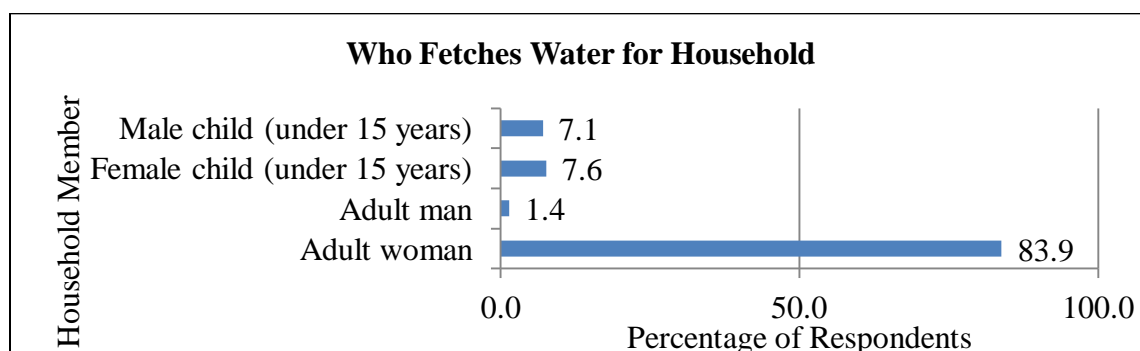 Who Fetches Water for Household
Household Member
Male child (under 15 years)
7.1
Female child (under 15 years)
7.6
Adult man
1.4
Adult woman
83.9
0.0 50.0 100.0
Percentage of Respondents